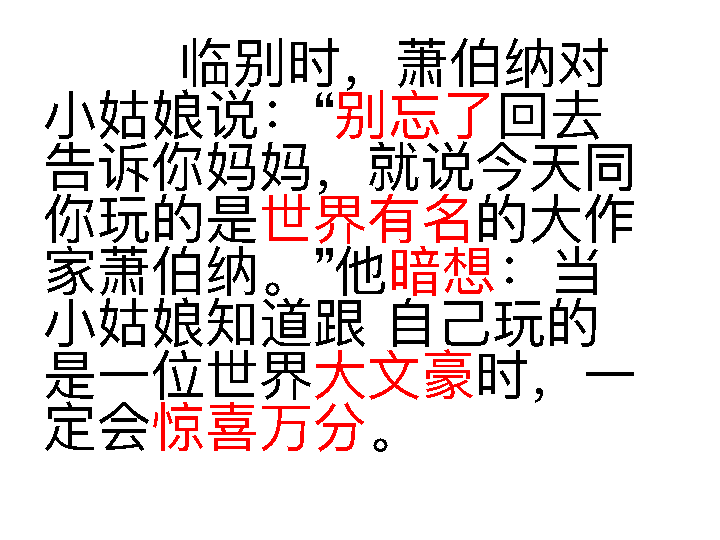 临别时，萧伯纳对
小姑娘说：“别忘了回去
告诉你妈妈，就说今天同
你玩的是世界有名的大作
家萧伯纳。”他暗想：当
小姑娘知道跟 自己玩的
是一位世界大文豪时，一
定会惊喜万分。